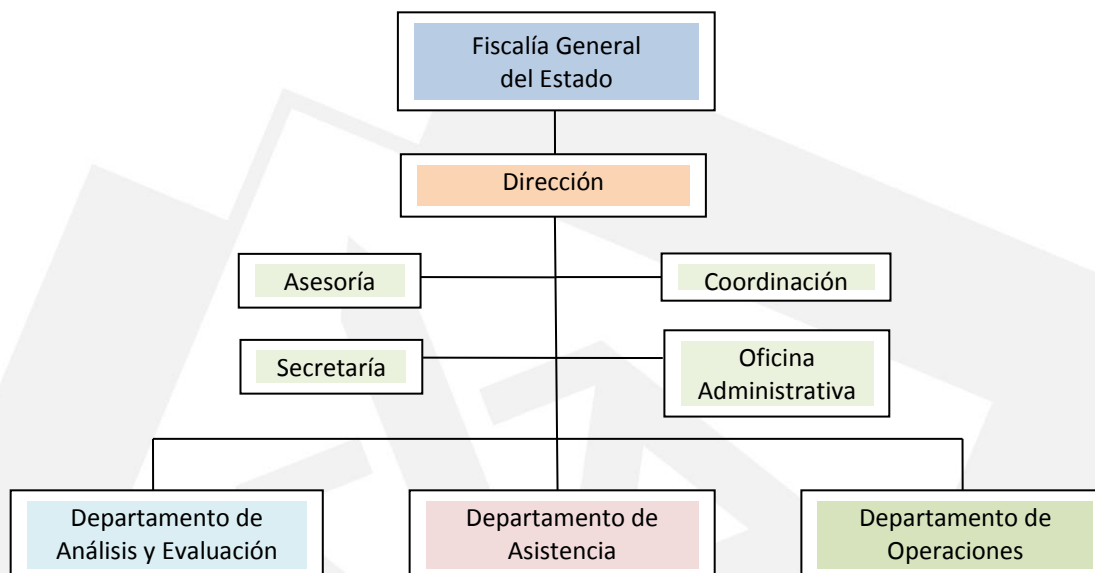 Fiscalía General
del Estado
Dirección
Asesoría
Coordinación
Secretaría
Oficina
Administrativa
Departamento de
Análisis y Evaluación
Departamento de
Asistencia
Departamento de
Operaciones